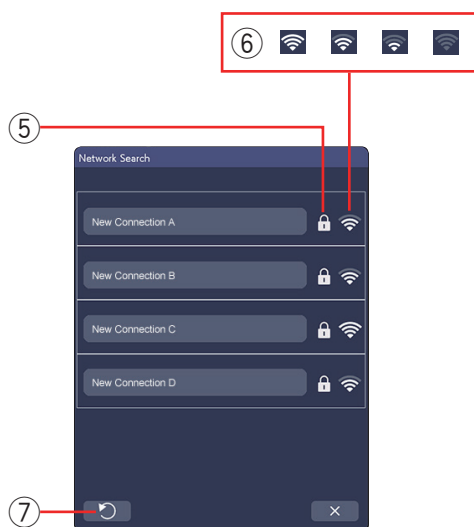 ⑥
⑤
Network Search
New Connection A
New Connection B
New Connection C
New Connection D
⑦